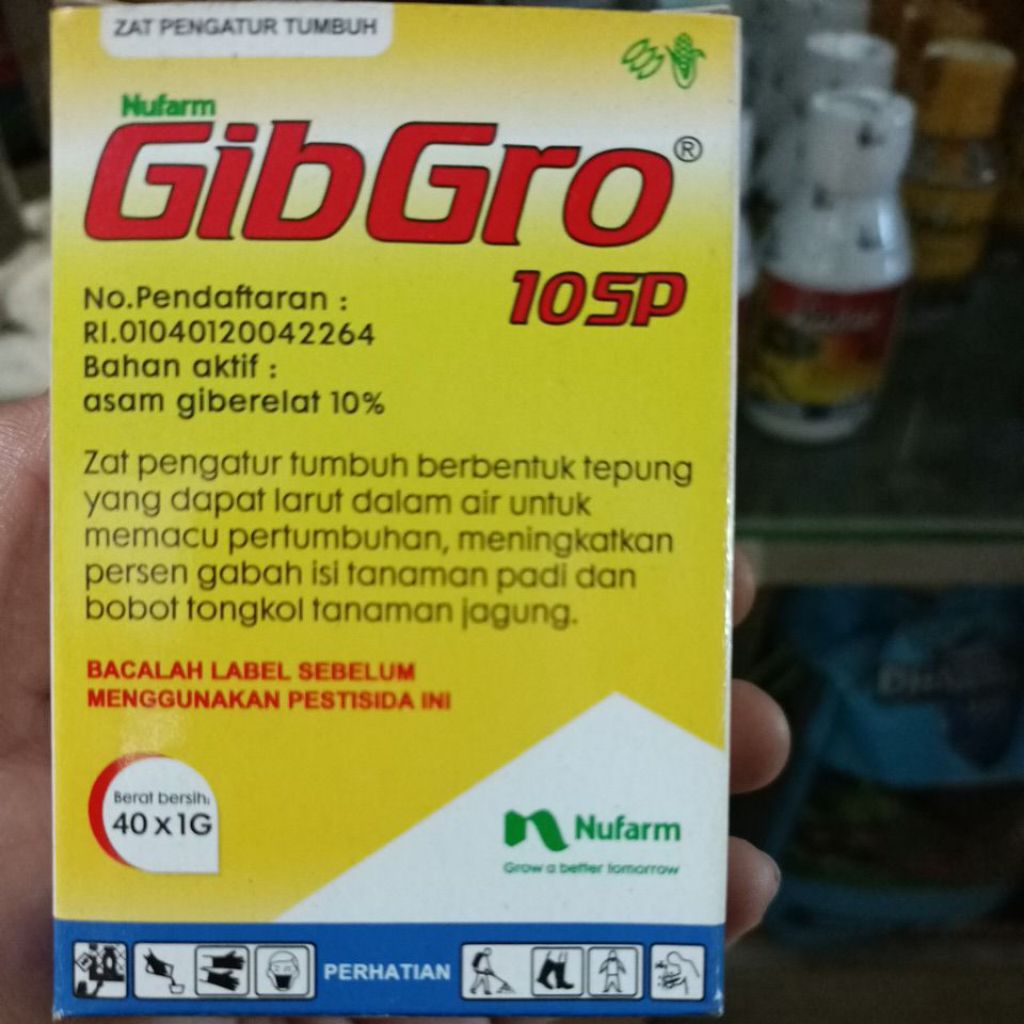 ZAT PENGATUR TUMBUH
Nufarm
GibGro®
10SP
No.Pendaftaran :
RI.01040120042264
Bahan aktif :
asam giberelat 10%
Zat pengatur tumbuh berbentuk tepung
yang dapat larut dalam air untuk
memacu pertumbuhan, meningkatkan
persen gabah isi tanaman padi dan
bobot tongkol tanaman jagung.
BACALAH LABEL SEBELUM
MENGGUNAKAN PESTISIDA INI
Berat bersih:
40 x 1G
Nufarm
Grow a better tomorrow
PERHATIAN